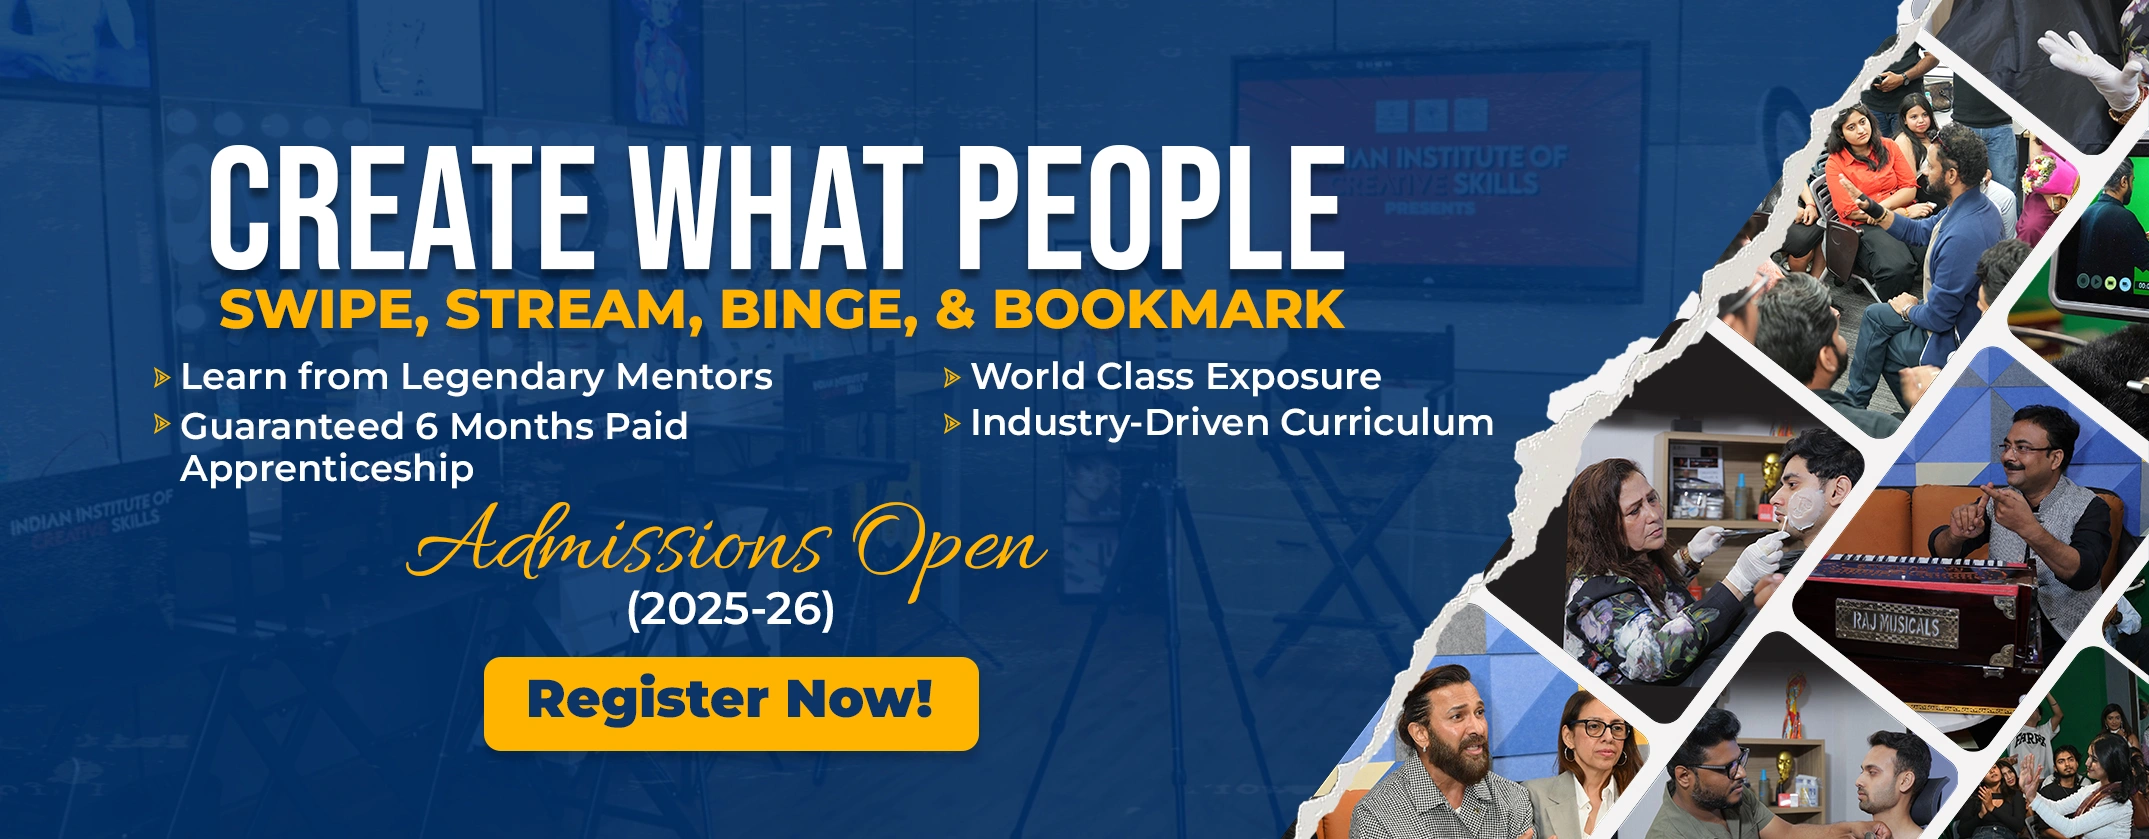 CREATE WHAT PEOPLE
SWIPE, STREAM, BINGE, & BOOKMARK
Learn from Legendary Mentors
Guaranteed 6 Months Paid
Apprenticeship
World Class Exposure
Industry-Driven Curriculum
Admissions Open
(2025-26)
Register Now!
INSTITUTE OF
CREATIVE SKILLS
PRESENTS
INDIAN INSTITUTE OF
CREATIVE SKILLS
RAJ MUSICALS